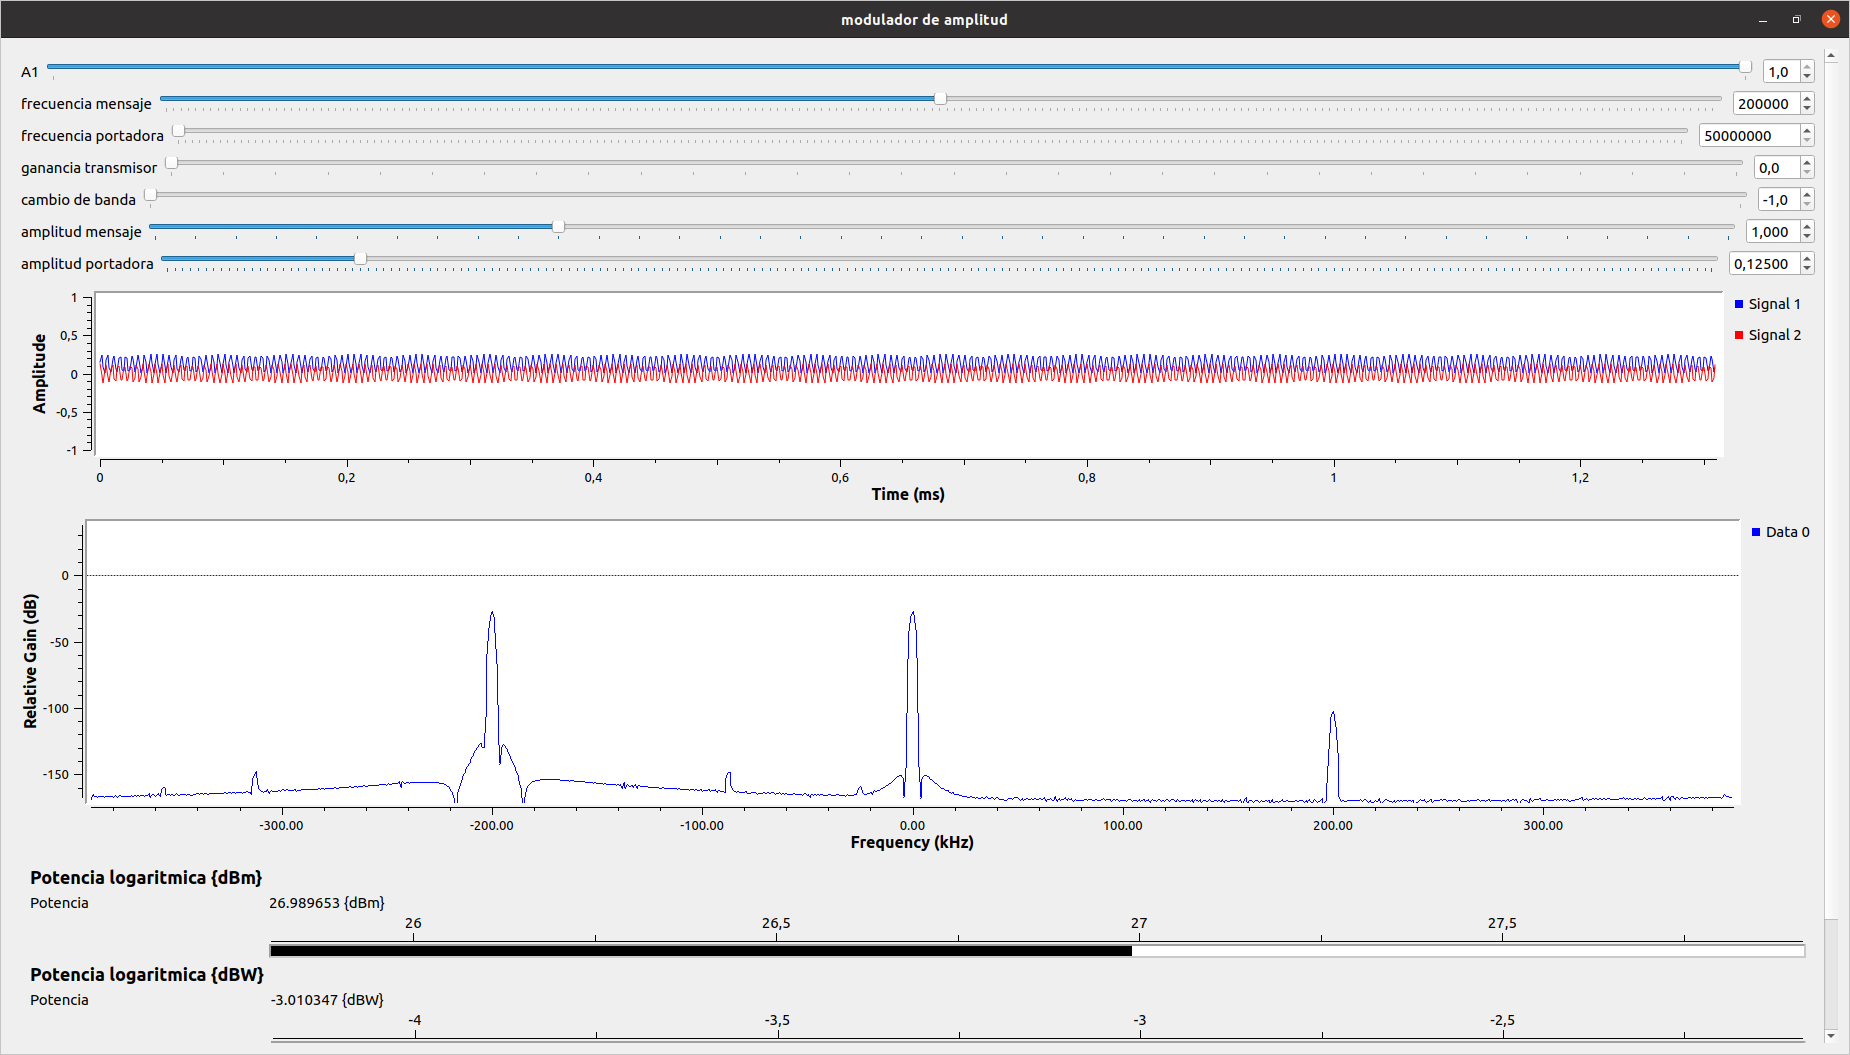 modulador de amplitud
A1 1,0
frecuencia mensaje 200000
frecuencia portadora 50000000
ganancia transmisor 0,0
cambio de banda -1,0
amplitud mensaje 1,000
amplitud portadora 0,12500
1
0,5
0
-0,5
-1
Amplitude
Signal 1
Signal 2
0 0,2 0,4 0,6 0,8 1 1,2
Time (ms)
Data 0
0
-50
-100
-150
Relative Gain (dB)
-300.00 -200.00 -100.00 0.00 100.00 200.00 300.00
Frequency (kHz)
Potencia logaritmica {dBm}
Potencia 26.989653 {dBm}
26 26,5 27 27,5
Potencia logaritmica {dBW}
Potencia -3.010347 {dBW}
-4 -3,5 -3 -2,5